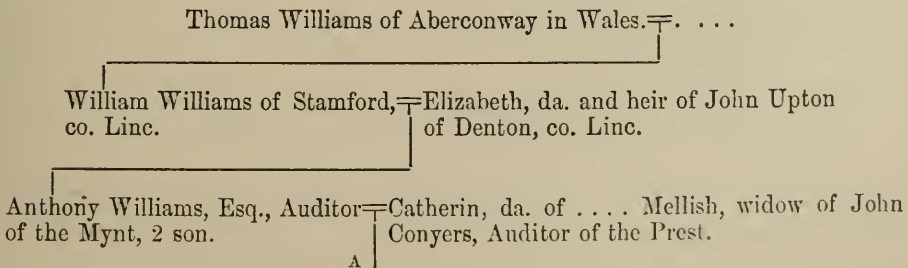 Thomas Williams of Aberconway in Wales.=. . . .
William Williams of Stamford,=Elizabeth, da. and heir of John Upton
co. Linc. of Denton, co. Linc.
Anthony Williams, Esq., Auditor=Catherin, da. of .... Mellish, widow of John
of the Mynt, 2 son. Conyers, Auditor of the Prest.
A